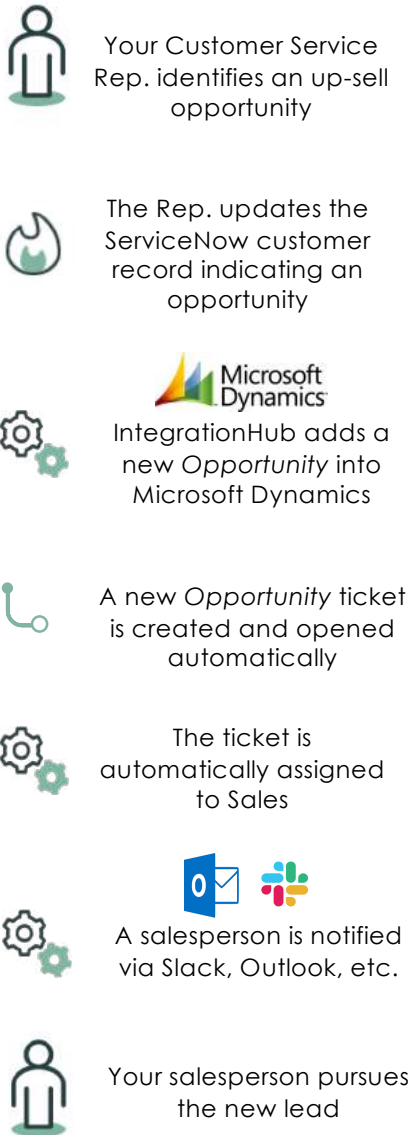 Your Customer Service
Rep. identifies an up-sell
opportunity
The Rep. updates the
ServiceNow customer
record indicating an
opportunity
Microsoft
Dynamics
IntegrationHub adds a
new Opportunity into
Microsoft Dynamics
A new Opportunity ticket
is created and opened
automatically
The ticket is
automatically assigned
to Sales
o
A salesperson is notified
via Slack, Outlook, etc.
Your salesperson pursues
the new lead